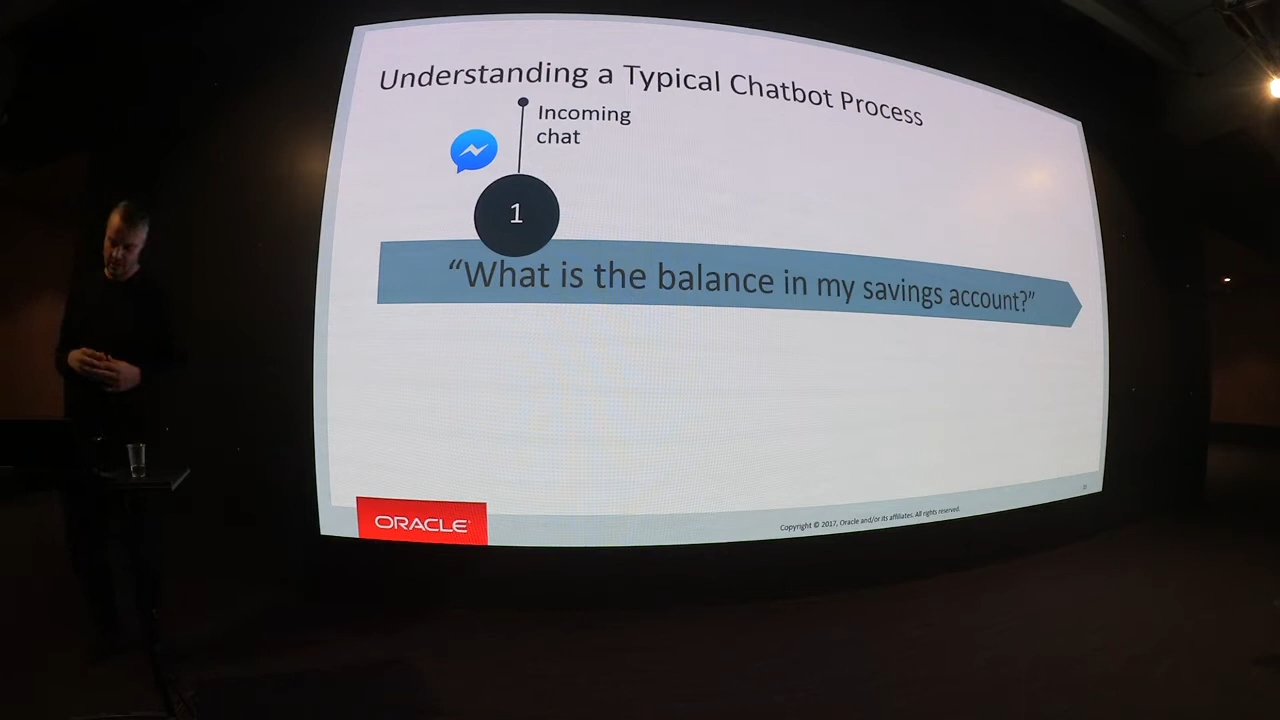 Understanding a Typical Chatbot Process
Incoming
chat
1
“What is the balance in my savings account?”
ORACLE
Copyright © 2017, Oracle and/or its affiliates. All rights reserved.